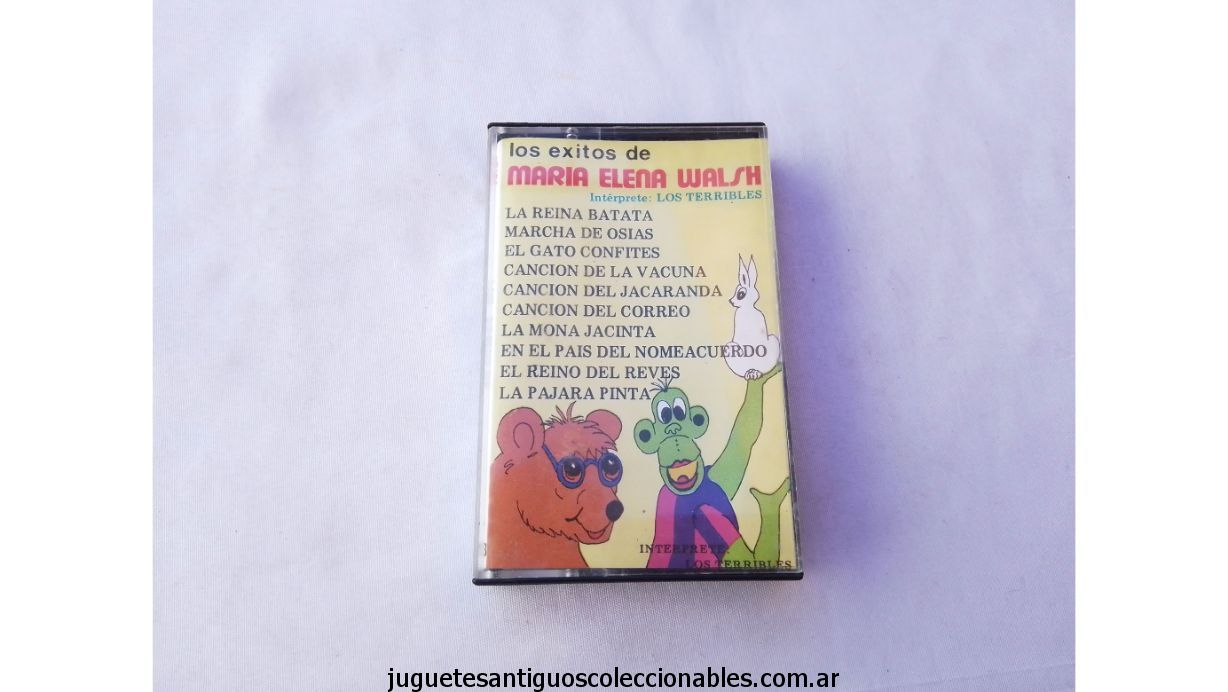 los exitos de
MARIA ELENA WALSH
Intérprete: LOS TERRIBLES
LA REINA BATATA
MARCHA DE OSIAS
EL GATO CONFITES
CANCION DE LA VACUNA
CANCION DEL JACARANDA
CANCION DEL CORREO
LA MONA JACINTA
EN EL PAIS DEL NOMEACUERDO
EL REINO DEL REVES
LA PAJARA PINTA
INTERPRETE:
LOS TERRIBLES
juguetesantiguoscoleccionables.com.ar